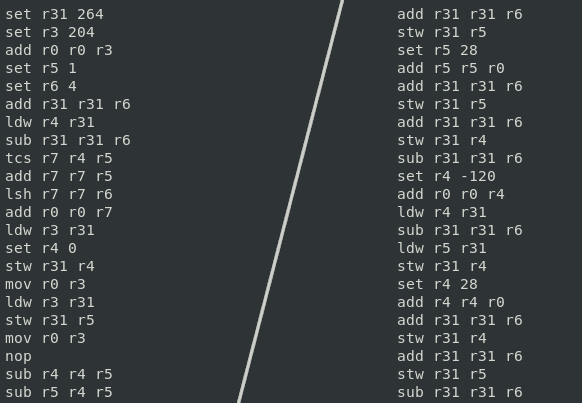 set r31 264
set r3 204
add r0 r0 r3
set r5 1
set r6 4
add r31 r31 r6
ldw r4 r31
sub r31 r31 r6
tcs r7 r4 r5
add r7 r7 r5
lsh r7 r7 r6
add r0 r0 r7
ldw r3 r31
set r4 0
stw r31 r4
mov r0 r3
ldw r3 r31
stw r31 r5
mov r0 r3
nop
sub r4 r4 r5
sub r5 r4 r5
add r31 r31 r6
stw r31 r5
set r5 28
add r5 r5 r0
add r31 r31 r6
stw r31 r5
add r31 r31 r6
stw r31 r4
sub r31 r31 r6
set r4 -120
add r0 r0 r4
ldw r4 r31
sub r31 r31 r6
ldw r5 r31
stw r31 r4
set r4 28
add r4 r4 r0
add r31 r31 r6
stw r31 r4
add r31 r31 r6
stw r31 r5
sub r31 r31 r6